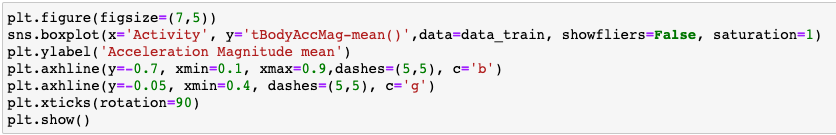 plt.figure(figsize=(7,5))
sns.boxplot(x='Activity', y='tBodyAccMag-mean()',data=data_train, showfliers=False, saturation=1)
plt.ylabel('Acceleration Magnitude mean')
plt.axhline(y=-0.7, xmin=0.1, xmax=0.9,dashes=(5,5), c='b')
plt.axhline(y=-0.05, xmin=0.4, dashes=(5,5), c='g')
plt.xticks(rotation=90)
plt.show()